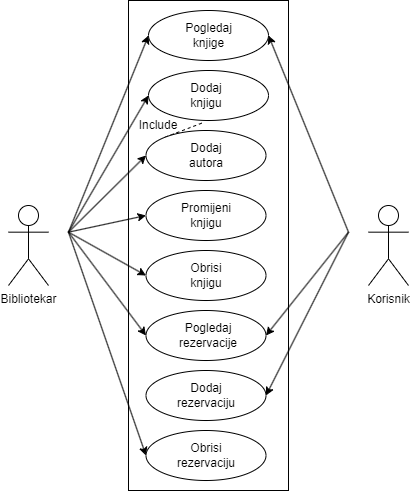 Pogledaj
knjige
Dodaj
knjigu
Include
Dodaj
autora
Promijeni
knjigu
Bibliotekar
Korisnik
Obrisi
knjigu
Pogledaj
rezervacije
Dodaj
rezervaciju
Obrisi
rezervaciju